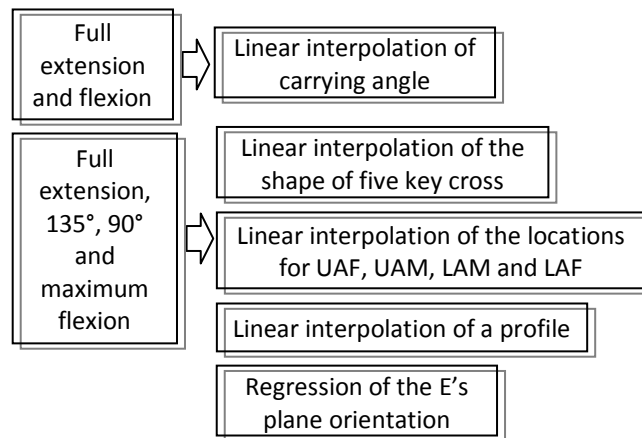 Full
extension
and flexion
Linear interpolation of
carrying angle
Full
extension,
135°, 90°
and
maximum
flexion
Linear interpolation of the
shape of five key cross
Linear interpolation of the locations
for UAF, UAM, LAM and LAF
Linear interpolation of a profile
Regression of the E's
plane orientation